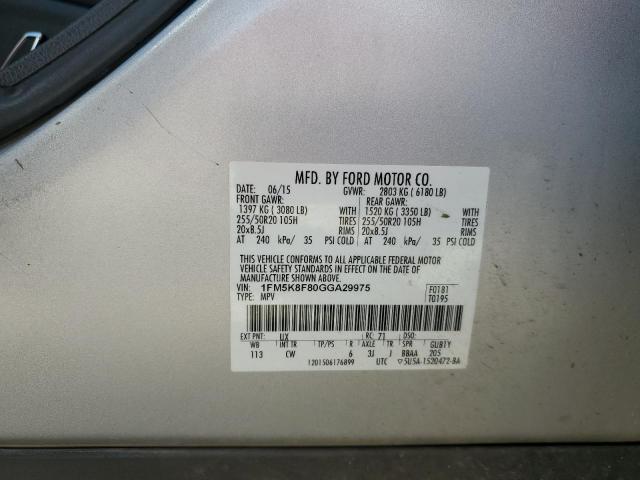 MFD. BY FORD MOTOR CO.
DATE: 06/15 GVWR: 2803 KG ( 6180 LB)
FRONT GAWR: REAR GAWR:
1397 KG ( 3080 LB) WITH 1520 KG ( 3350 LB) WITH
255/50R20 105H TIRES 255/50R20 105H TIRES
20x8.5J RIMS 20x8.5J RIMS
AT 240 kPa/ 35 PSI COLD AT 240 kPa/ 35 PSI COLD
THIS VEHICLE CONFORMS TO ALL APPLICABLE FEDERAL MOTOR
VEHICLE SAFETY STANDARDS IN EFFECT ON THE DATE OF
MANUFACTURE SHOWN ABOVE.
VIN: 1FM5K8F80GGA29975 F0181
TYPE: MPV T0195
EXT PNT: UX RC: 71 DSO:
WB INT TR TP/PS R AXLE TR SPR GUBTY
113 CW 6 3J J BBAA 205
1201506176899 UTC ▽5U5A-1520472-BA